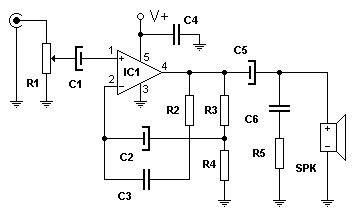 V+
C4
C5
1
+
5
IC1
4
R1
C1
2
-
3
R2
R3
C6
+
-
C2
R4
R5
SPK
C3